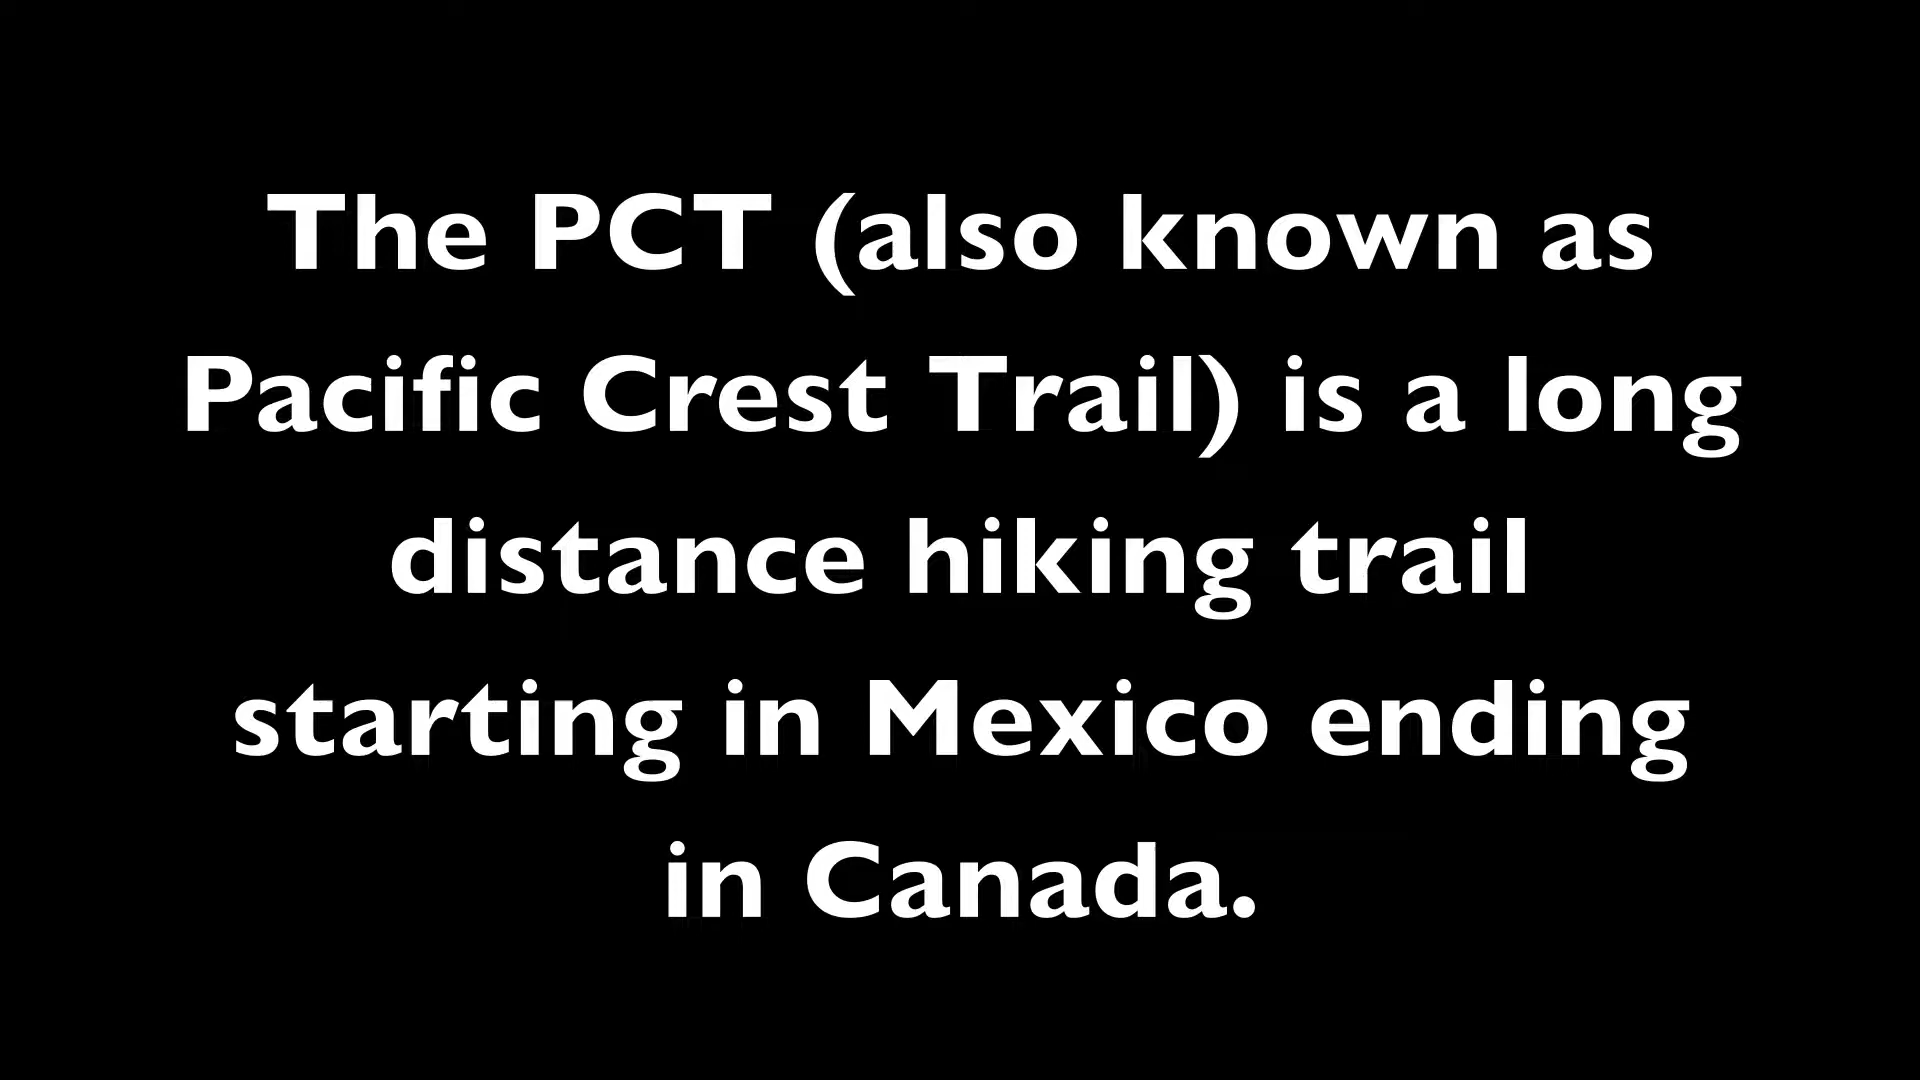 The PCT (also known as
Pacific Crest Trail) is a long
distance hiking trail
starting in Mexico ending
in Canada.